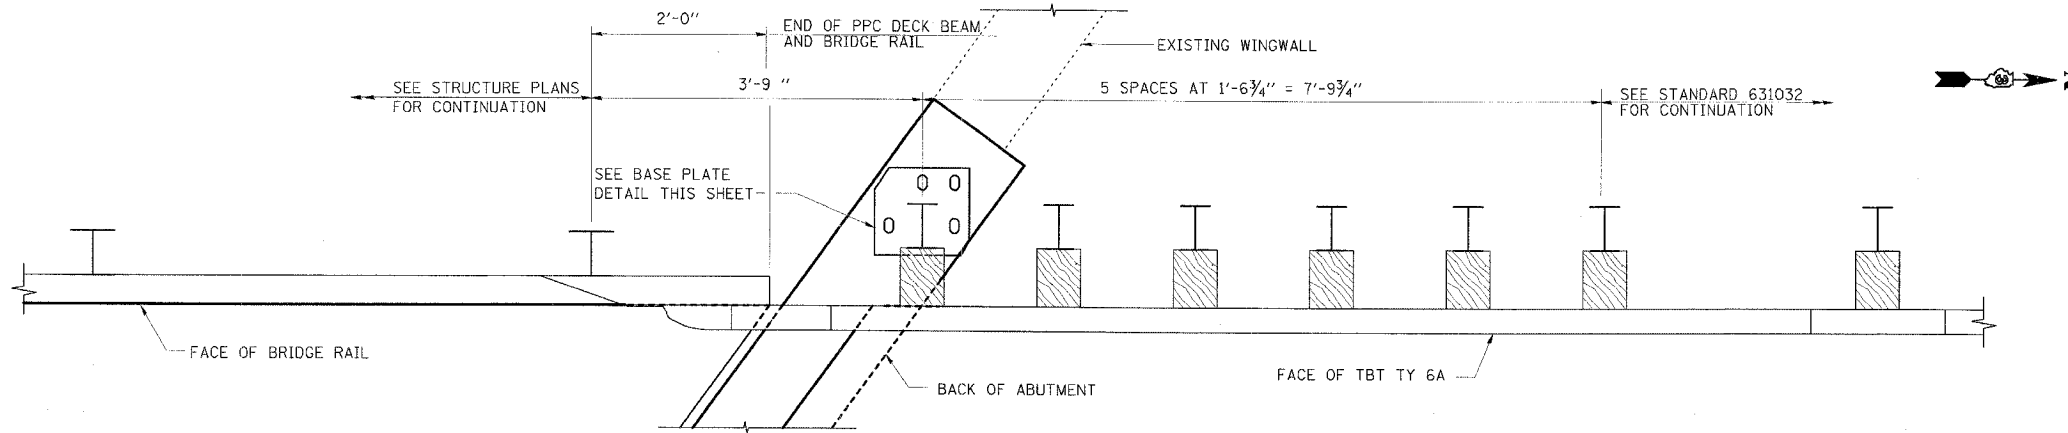 2'-0"
END OF PPC DECK BEAM
AND BRIDGE RAIL
EXISTING WINGWALL
SEE STRUCTURE PLANS
FOR CONTINUATION
3'-9 "
5 SPACES AT 1'-6¾" = 7'-9¾"
SEE STANDARD 631032
FOR CONTINUATION
SEE BASE PLATE
DETAIL THIS SHEET
FACE OF BRIDGE RAIL
BACK OF ABUTMENT
FACE OF TBT TY 6A